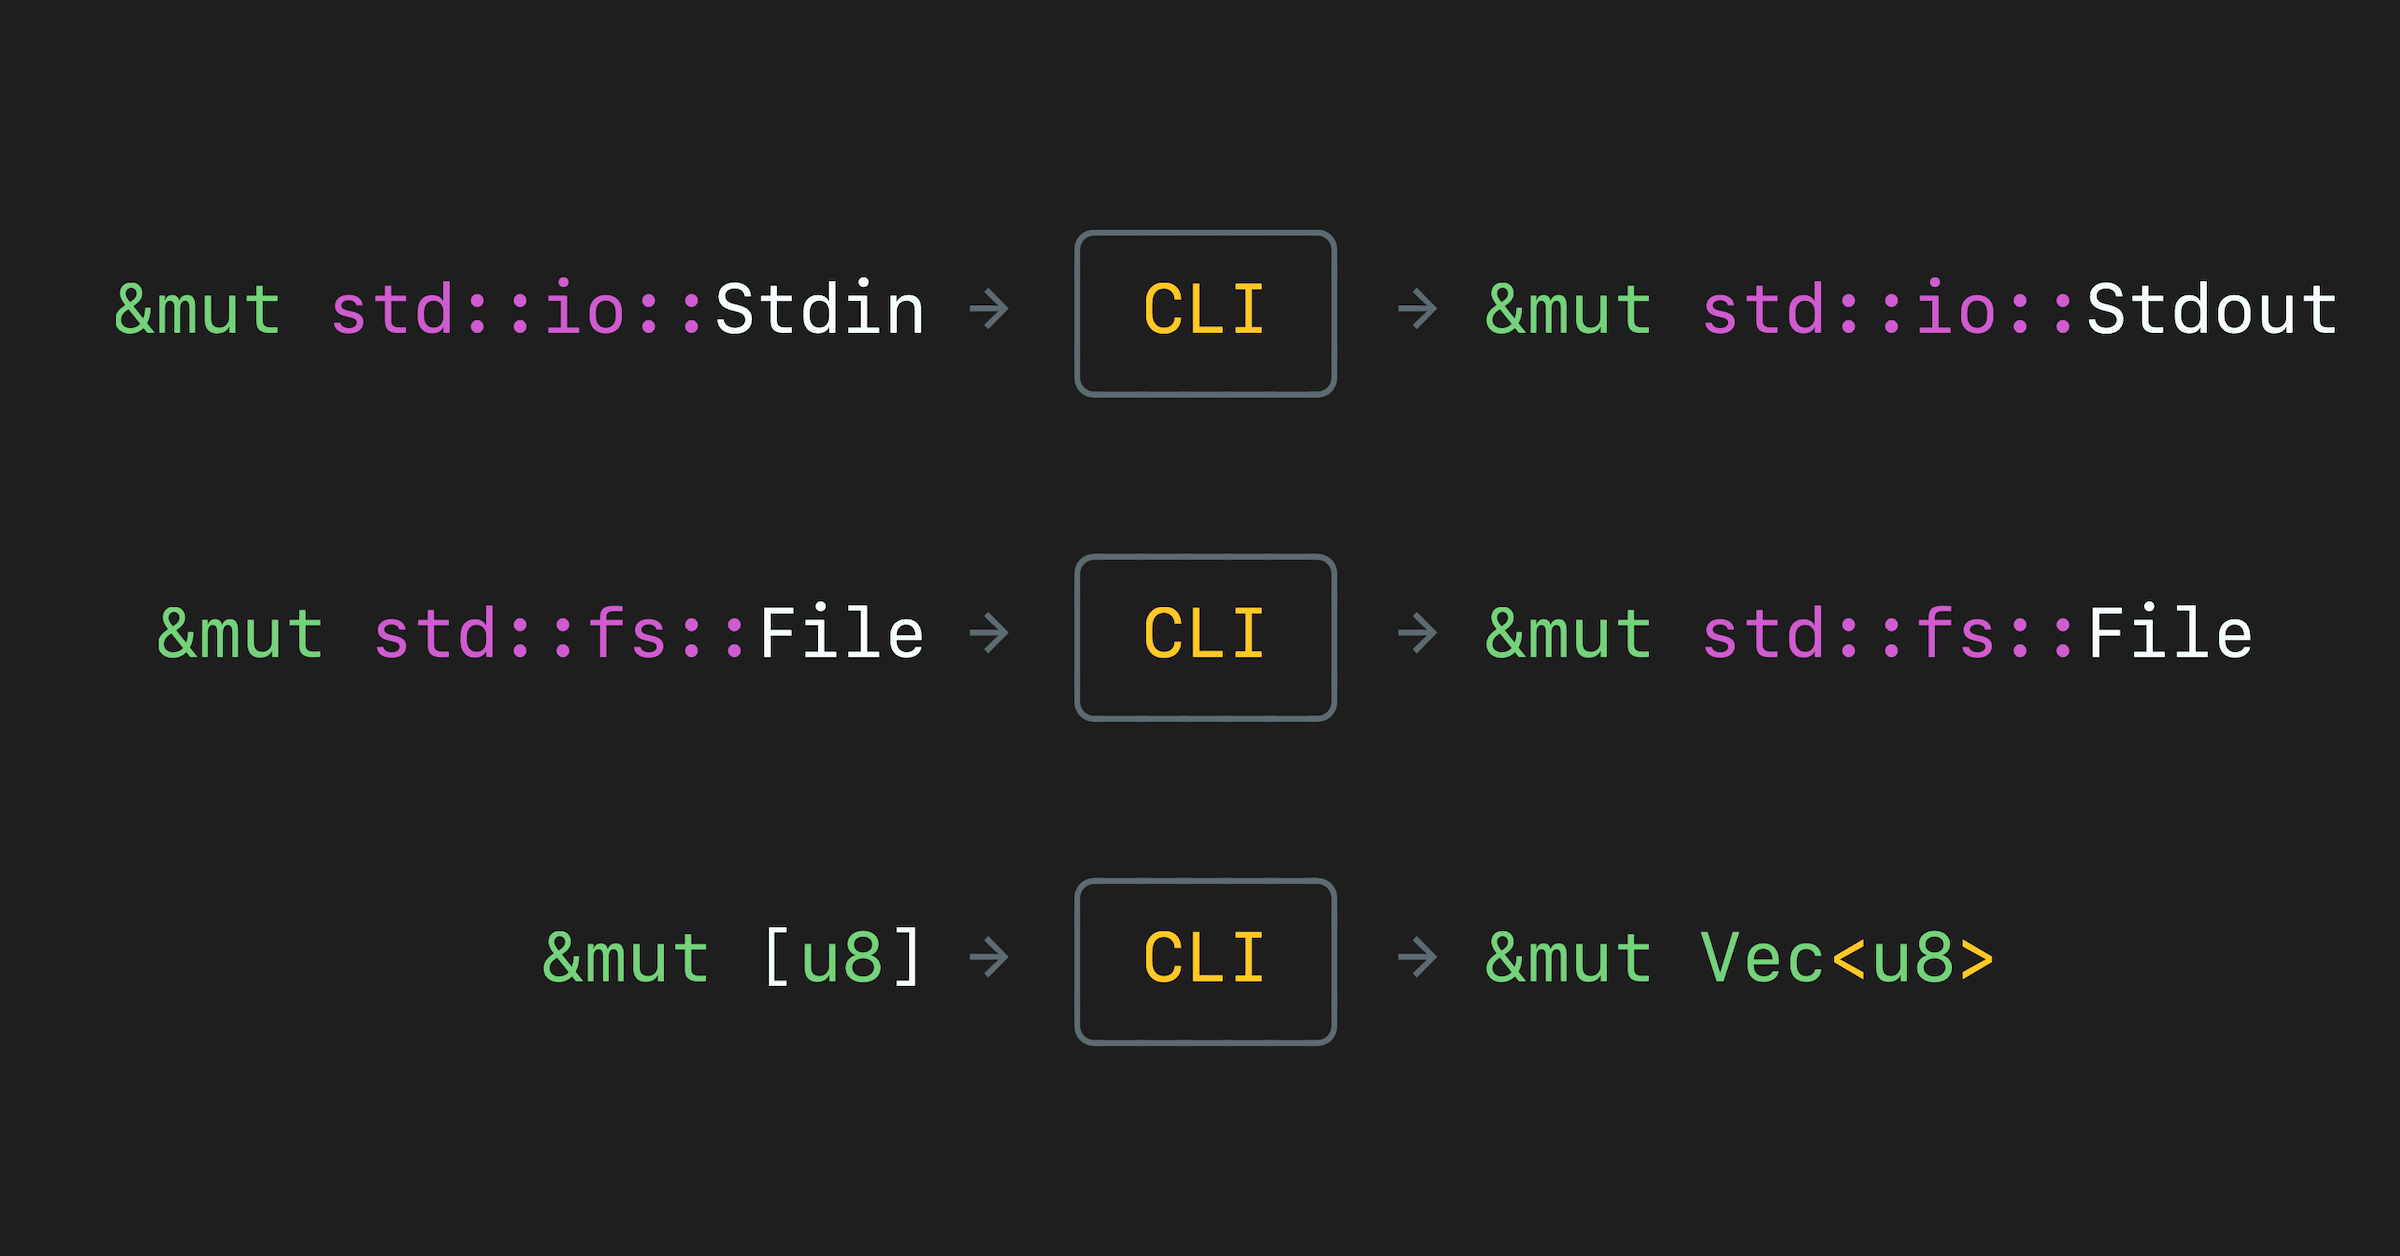 &mut std::io::Stdin → CLI → &mut std::io::Stdout
&mut std::fs::File → CLI → &mut std::fs::File
&mut [u8] → CLI → &mut Vec<u8>